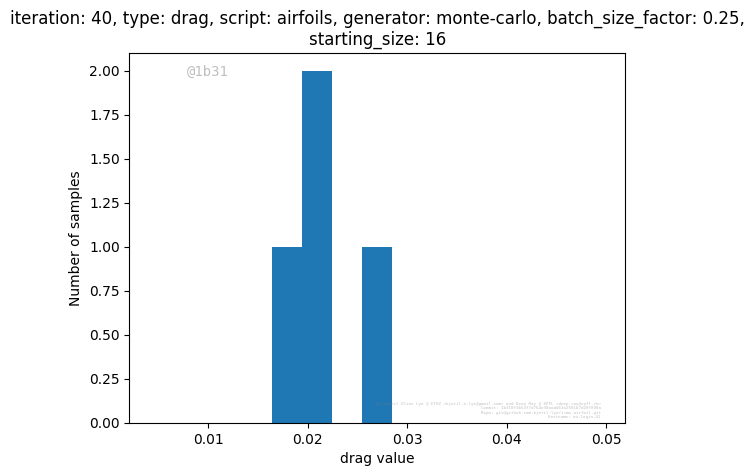 iteration: 40, type: drag, script: airfoils, generator: monte-carlo, batch_size_factor: 0.25,
starting_size: 16
@1b31
2.00
1.75
1.50
1.25
1.00
0.75
0.50
0.25
0.00
Number of samples
0.01
0.02
0.03
0.04
0.05
drag value